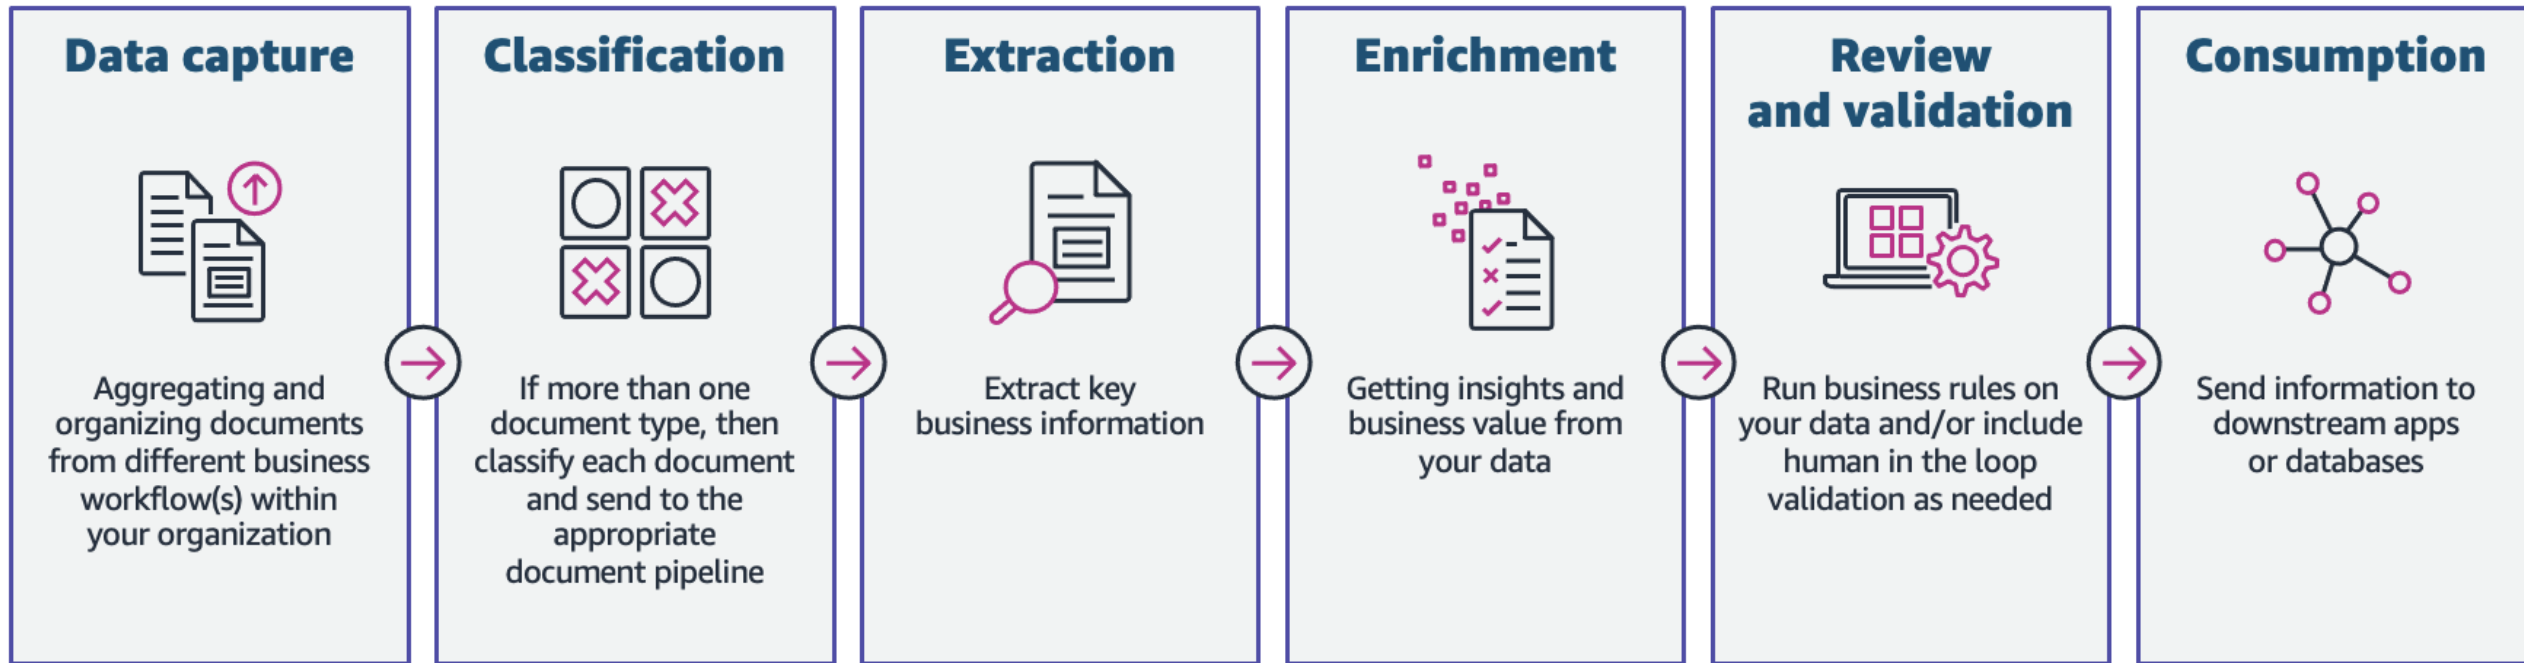 Data capture
Aggregating and
organizing documents
from different business
workflow(s) within
your organization
Classification
If more than one
document type, then
classify each document
and send to the
appropriate
document pipeline
Extraction
Extract key
business information
Enrichment
Getting insights and
business value from
your data
Review
and validation
Run business rules on
your data and/or include
human in the loop
validation as needed
Consumption
Send information to
downstream apps
or databases